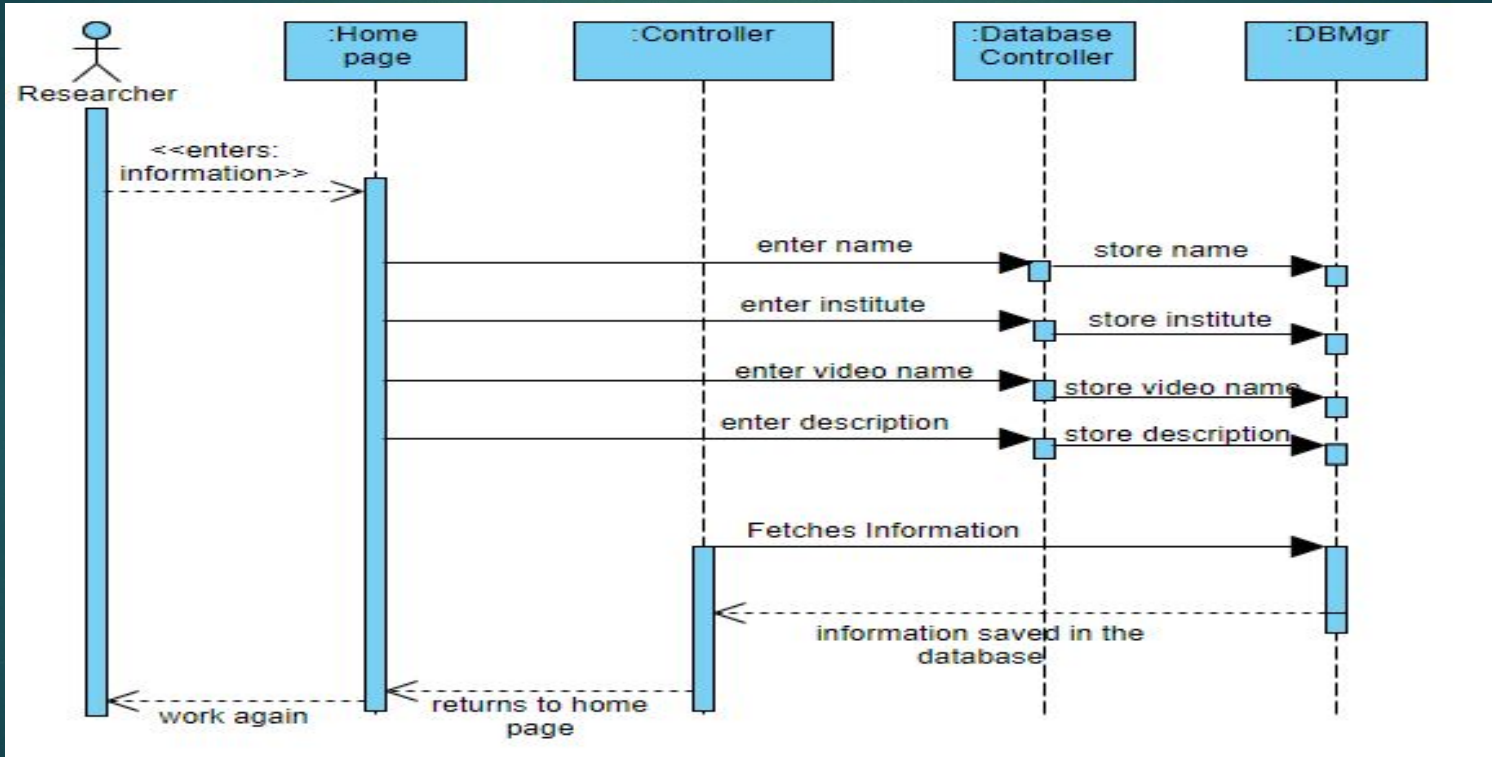 :Home
page
:Controller
:Database
Controller
:DBMgr
Researcher
<<enters:
information>>
enter name
store name
enter institute
store institute
enter video name
store video name
enter description
store description
Fetches Information
information saved in the
database
returns to home
page
work again